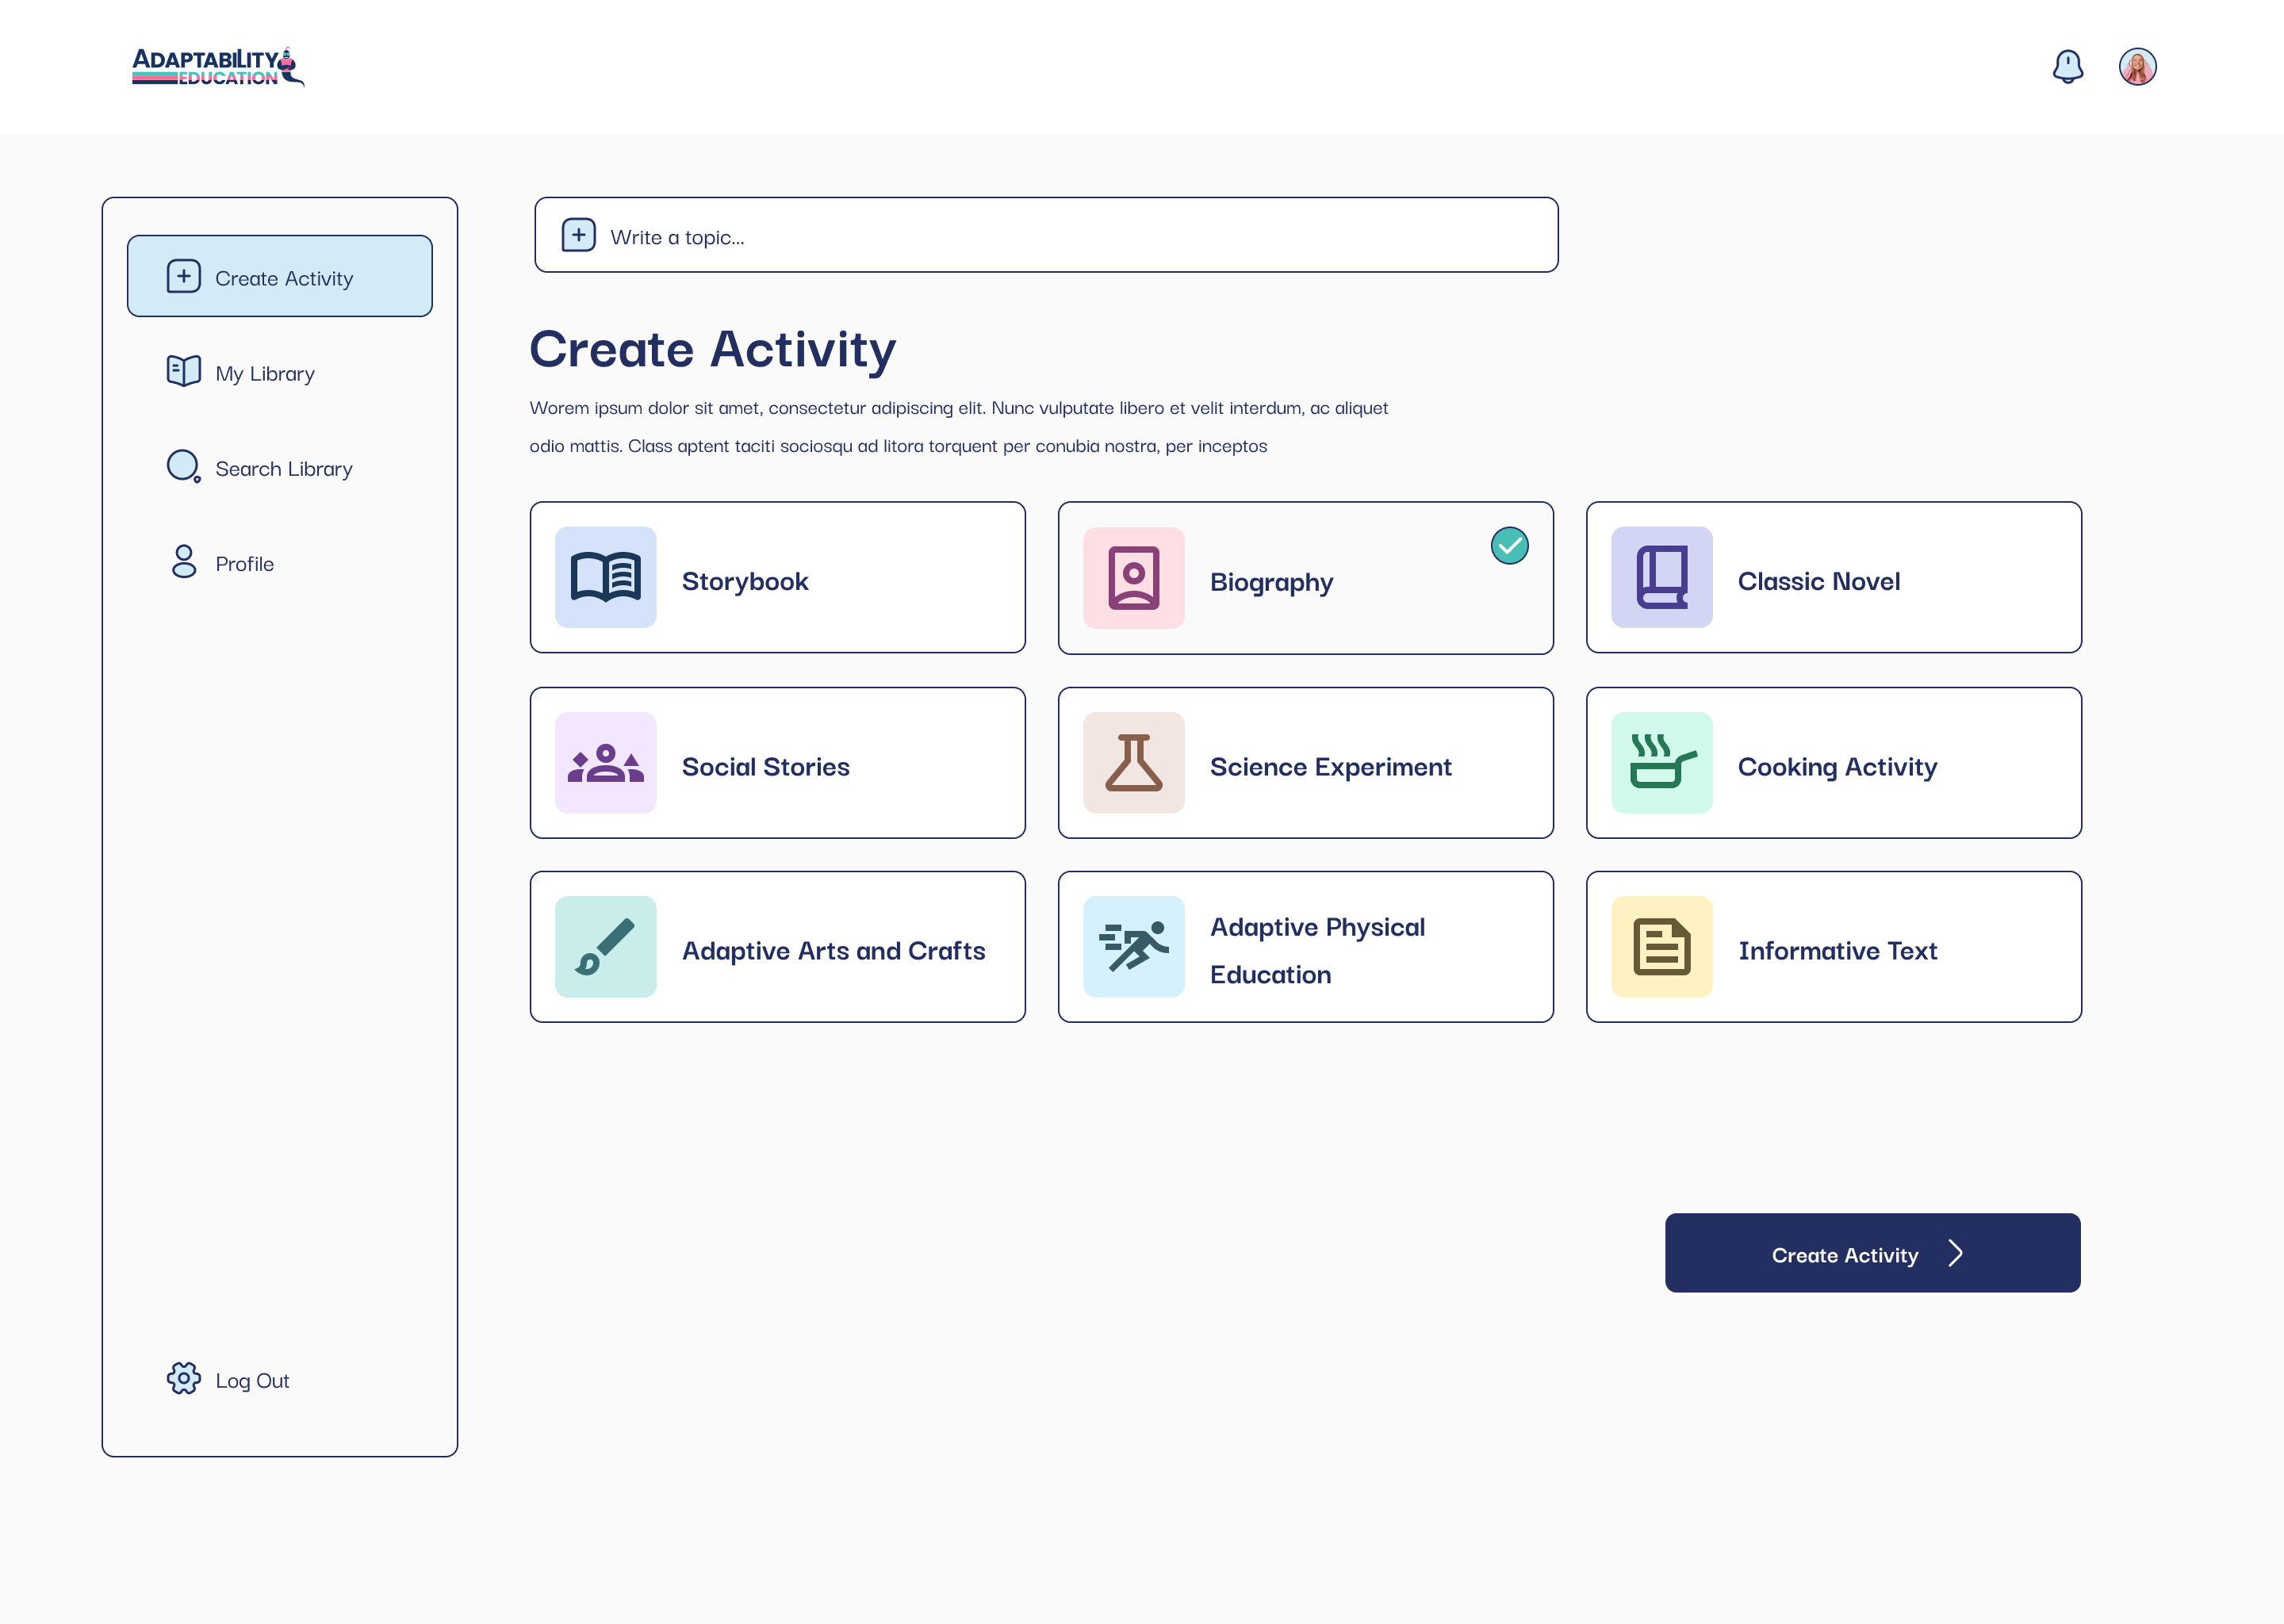 ADAPTABILITY
EDUCATION
Create Activity
My Library
Search Library
Profile
Log Out
Write a topic...
Create Activity
Worem ipsum dolor sit amet, consectetur adipiscing elit. Nunc vulputate libero et velit interdum, ac aliquet
odio mattis. Class aptent taciti sociosqu ad litora torquent per conubia nostra, per inceptos
Storybook
Biography
Classic Novel
Social Stories
Science Experiment
Cooking Activity
Adaptive Arts and Crafts
Adaptive Physical
Education
Informative Text
Create Activity